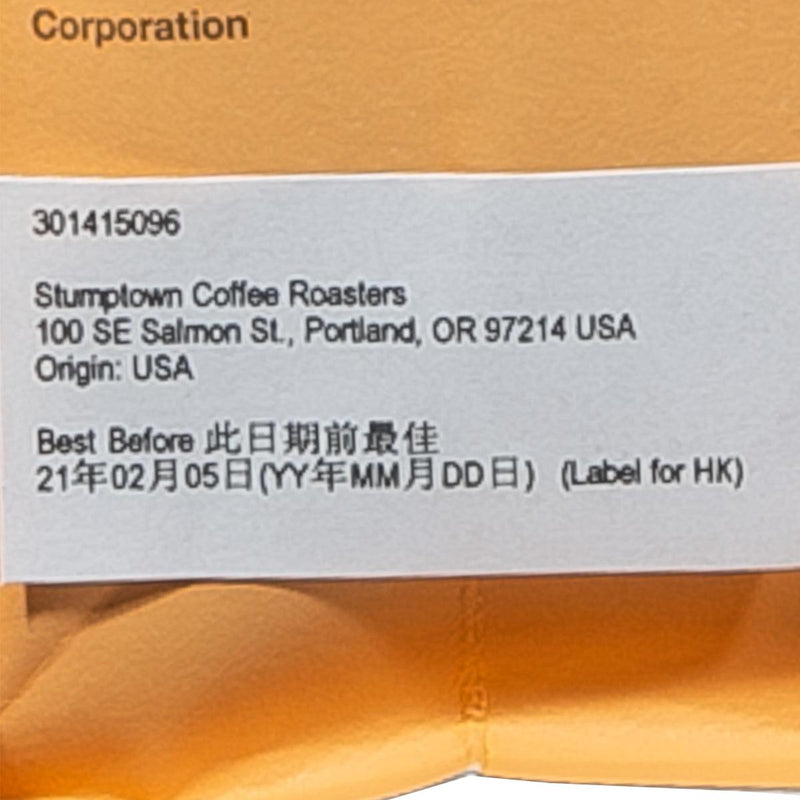 Corporation
301415096
Stumptown Coffee Roasters
100 SE Salmon St., Portland, OR 97214 USA
Origin: USA
Best Before 此日期前最佳
21年02月05日(YY年MM月DD日) (Label for HK)